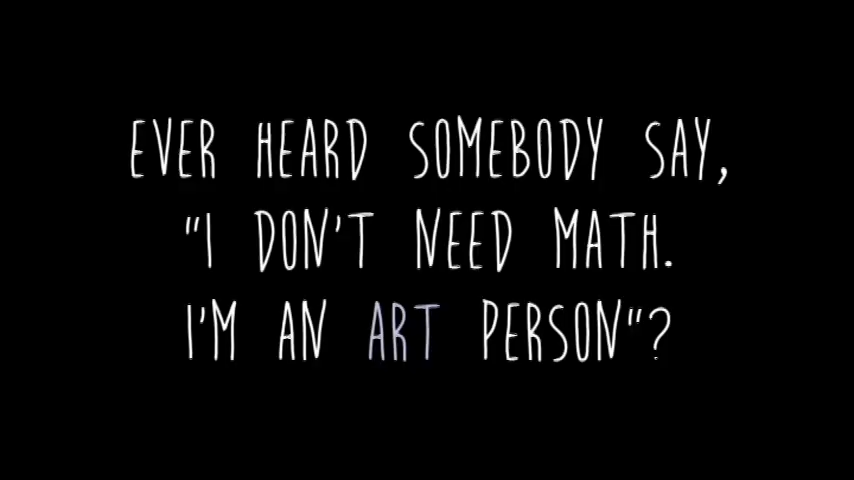 EVER HEARD SOMEBODY SAY,
"I DON'T NEED MATH.
I'M AN ART PERSON"?